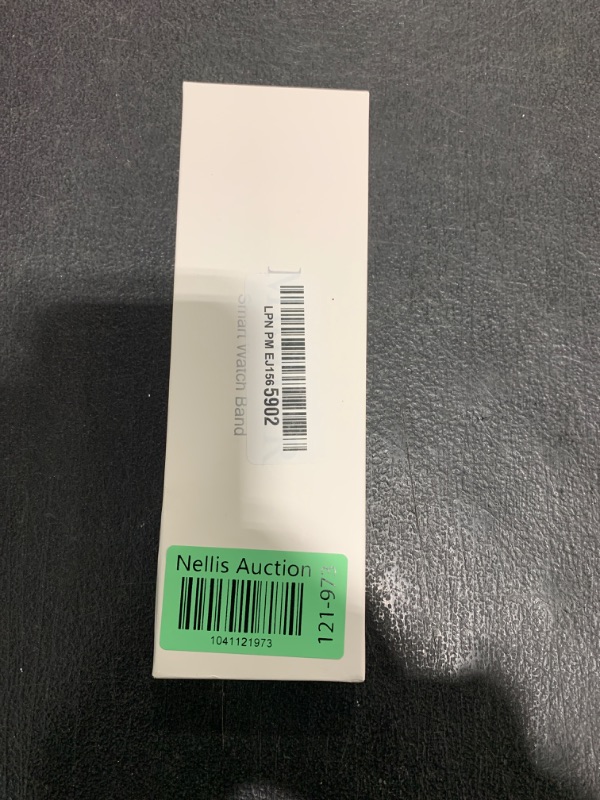 Smart Watch Band
LPN PM EJ1565902
Nellis Auction
1041121973
121-973